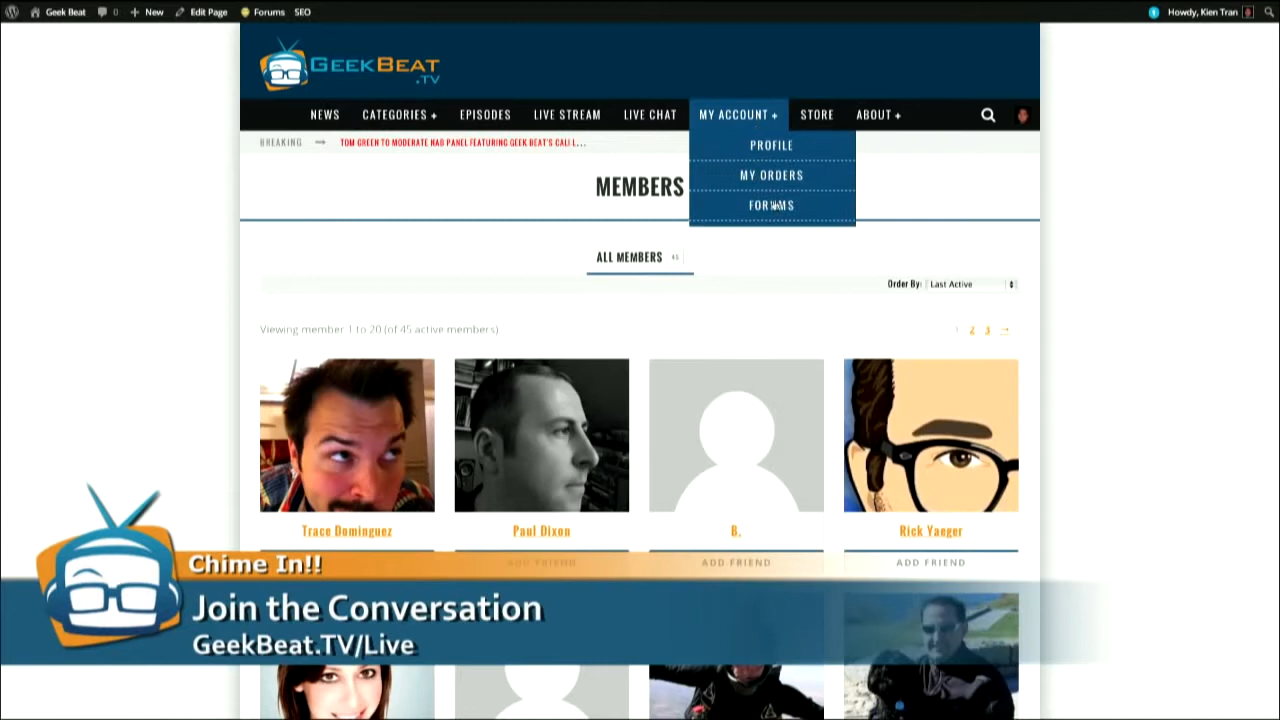 Geek Beat 0 New Edit Page Forums SEO 1 Howdy, Kien Tran
GEEKBEAT
.TV
NEWS CATEGORIES + EPISODES LIVE STREAM LIVE CHAT MY ACCOUNT + STORE ABOUT +
BREAKING TOM GREEN TO MODERATE NAB PANEL FEATURING GEEK BEAT'S CALI L...
PROFILE
MY ORDERS
FORUMS
MEMBERS
ALL MEMBERS 45
Order By: Last Active
Viewing member 1 to 20 (of 45 active members) 1 2 3 →
Trace Dominguez Paul Dixon B. Rick Yaeger
ADD FRIEND ADD FRIEND ADD FRIEND
Chime In!!
Join the Conversation
GeekBeat.TV/Live